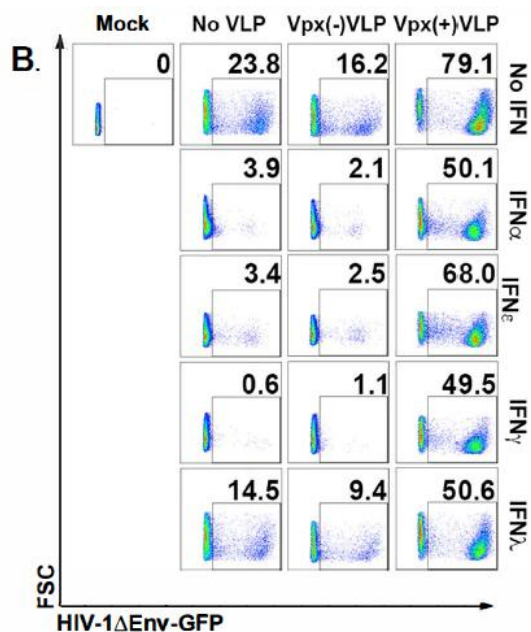 Mock No VLP Vpx(-)VLP Vpx(+)VLP
B.
0 23.8 16.2 79.1 No IFN
3.9 2.1 50.1 IFNα
3.4 2.5 68.0 IFNε
0.6 1.1 49.5 IFNγ
14.5 9.4 50.6 IFNλ
FSC
HIV-1ΔEnv-GFP